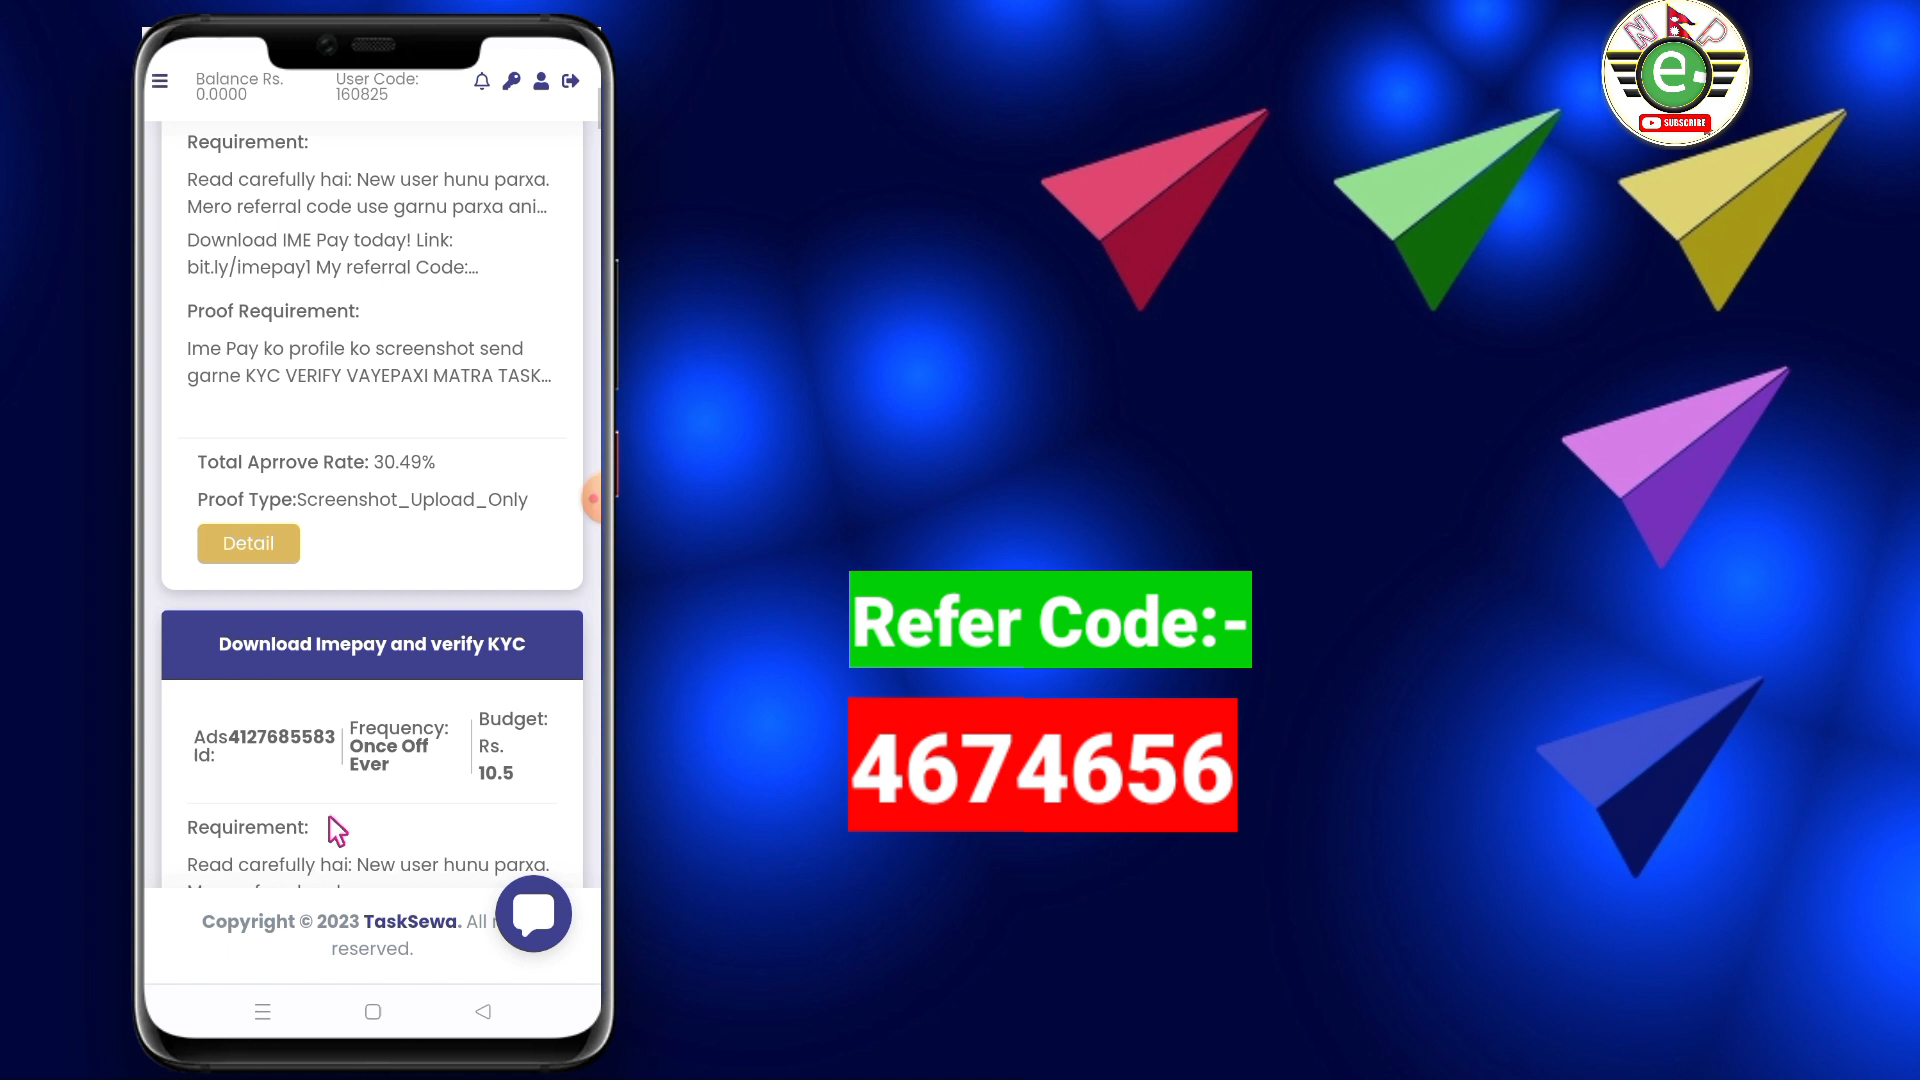 Balance Rs.
0.0000
User Code:
160825
Requirement:
Read carefully hai: New user hunu parxa.
Mero referral code use garnu parxa ani...
Download IME Pay today! Link:
bit.ly/imepay1 My referral Code:...
Proof Requirement:
Ime Pay ko profile ko screenshot send
garne KYC VERIFY VAYEPAXI MATRA TASK...
Total Aprrove Rate: 30.49%
Proof Type:Screenshot_Upload_Only
Detail
Download Imepay and verify KYC
Ads4127685583
Id:
Frequency:
Once Off
Ever
Budget:
Rs.
10.5
Requirement:
Read carefully hai: New user hunu parxa.
Copyright © 2023 TaskSewa. All
reserved.
N P
e
SUBSCRIBE
Refer Code:-
4674656